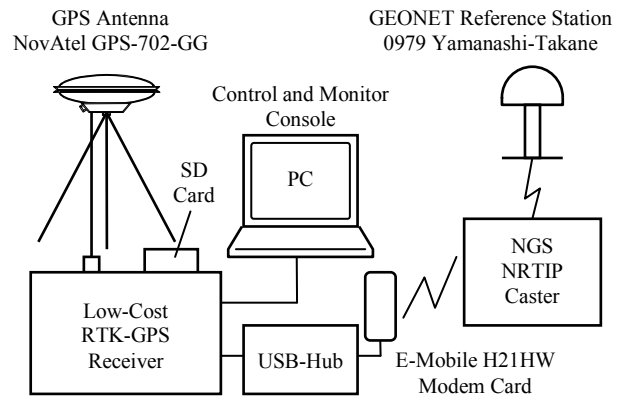 GPS Antenna
NovAtel GPS-702-GG
GEONET Reference Station
0979 Yamanashi-Takane
Control and Monitor
Console
SD
Card
PC
NGS
NRTIP
Caster
Low-Cost
RTK-GPS
Receiver
USB-Hub
E-Mobile H21HW
Modem Card